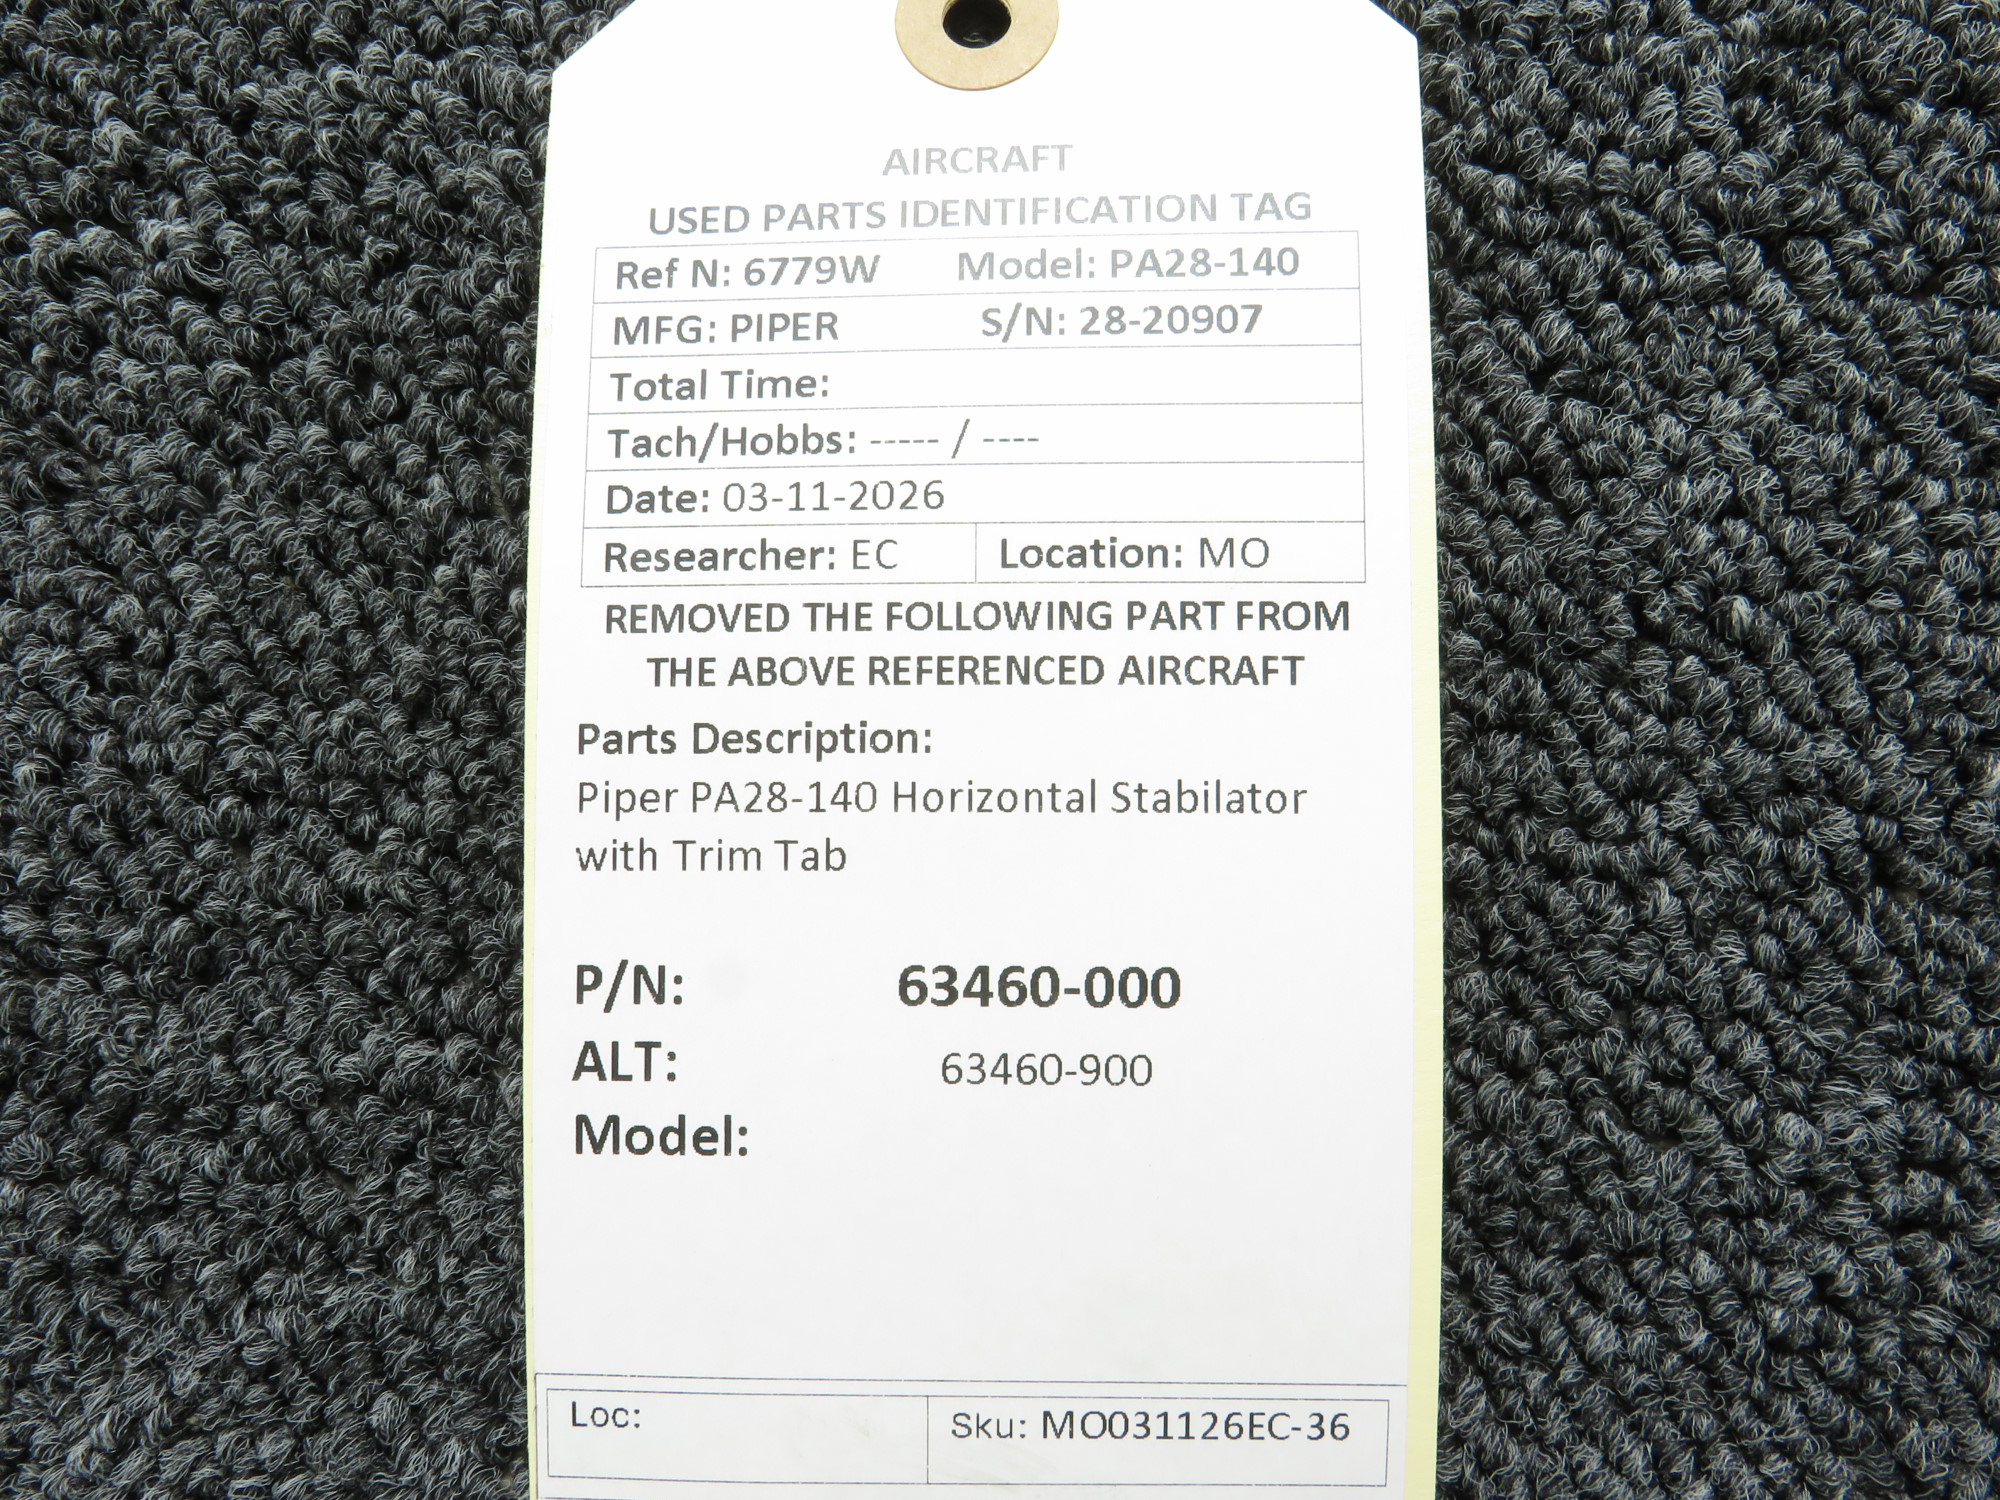 AIRCRAFT
USED PARTS IDENTIFICATION TAG
Ref N: 6779W Model: PA28-140
MFG: PIPER S/N: 28-20907
Total Time:
Tach/Hobbs: ----- / ----
Date: 03-11-2026
Researcher: EC Location: MO
REMOVED THE FOLLOWING PART FROM
THE ABOVE REFERENCED AIRCRAFT
Parts Description:
Piper PA28-140 Horizontal Stabilator
with Trim Tab
P/N: 63460-000
ALT: 63460-900
Model:
Loc: Sku: MO031126EC-36